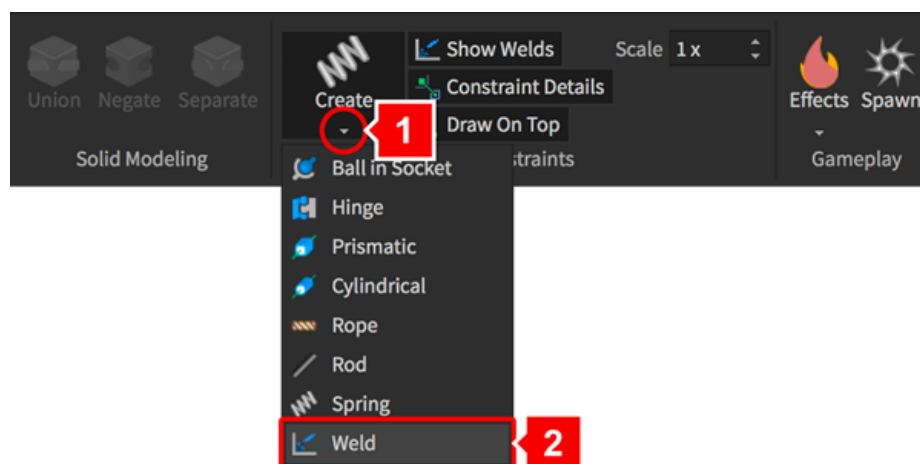 Union Negate Separate
Solid Modeling
Create
Show Welds
Constraint Details
Draw On Top
Scale 1 x
straints
Effects Spawn
Gameplay
1
Ball in Socket
Hinge
Prismatic
Cylindrical
Rope
Rod
Spring
Weld
2